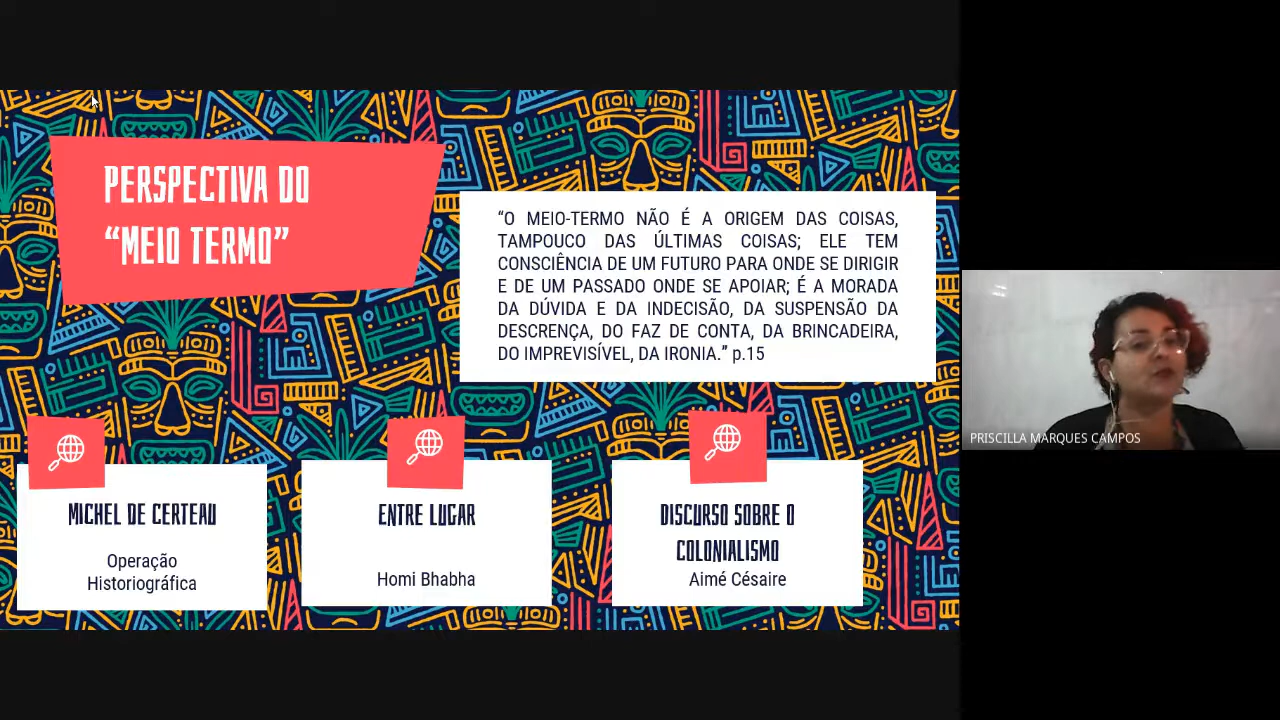 PERSPECTIVA DO
“MEIO TERMO”
“O MEIO-TERMO NÃO É A ORIGEM DAS COISAS,
TAMPOUCO DAS ÚLTIMAS COISAS; ELE TEM
CONSCIÊNCIA DE UM FUTURO PARA ONDE SE DIRIGIR
E DE UM PASSADO ONDE SE APOIAR; É A MORADA
DA DÚVIDA E DA INDECISÃO, DA SUSPENSÃO DA
DESCRENÇA, DO FAZ DE CONTA, DA BRINCADEIRA,
DO IMPREVISÍVEL, DA IRONIA.” p.15
MICHEL DE CERTEAU
Operação
Historiográfica
ENTRE LUGAR
Homi Bhabha
DISCURSO SOBRE O
COLONIALISMO
Aimé Césaire
PRISCILLA MARQUES CAMPOS